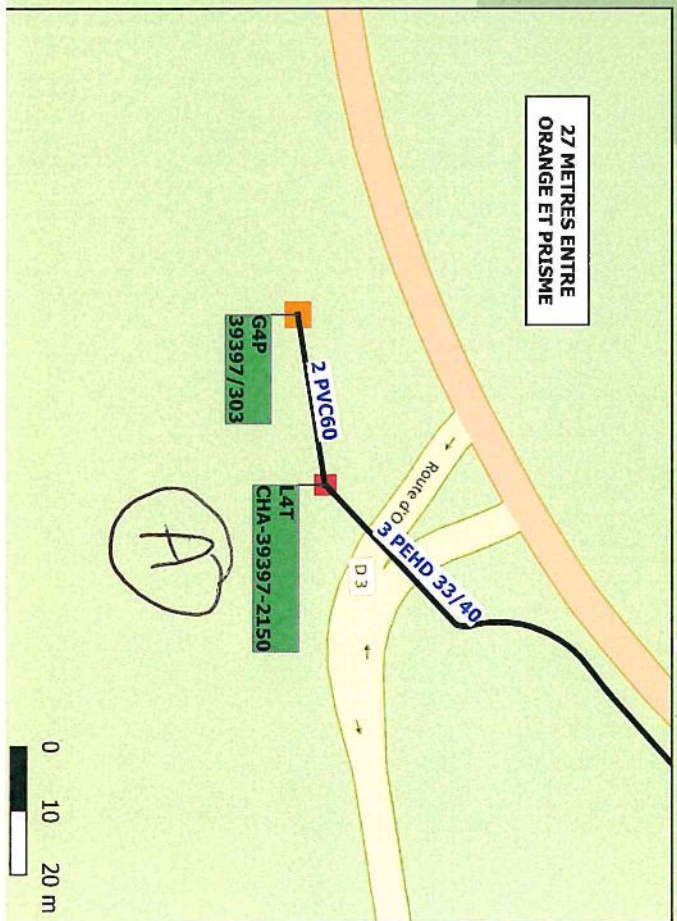 27 METRES ENTRE
ORANGE ET PRISME
2 PVC60
G4P
39397/303
Route d'O
3 PEHD 33/40
D 3
L4T
CHA-39397-2150
A
0 10 20 m